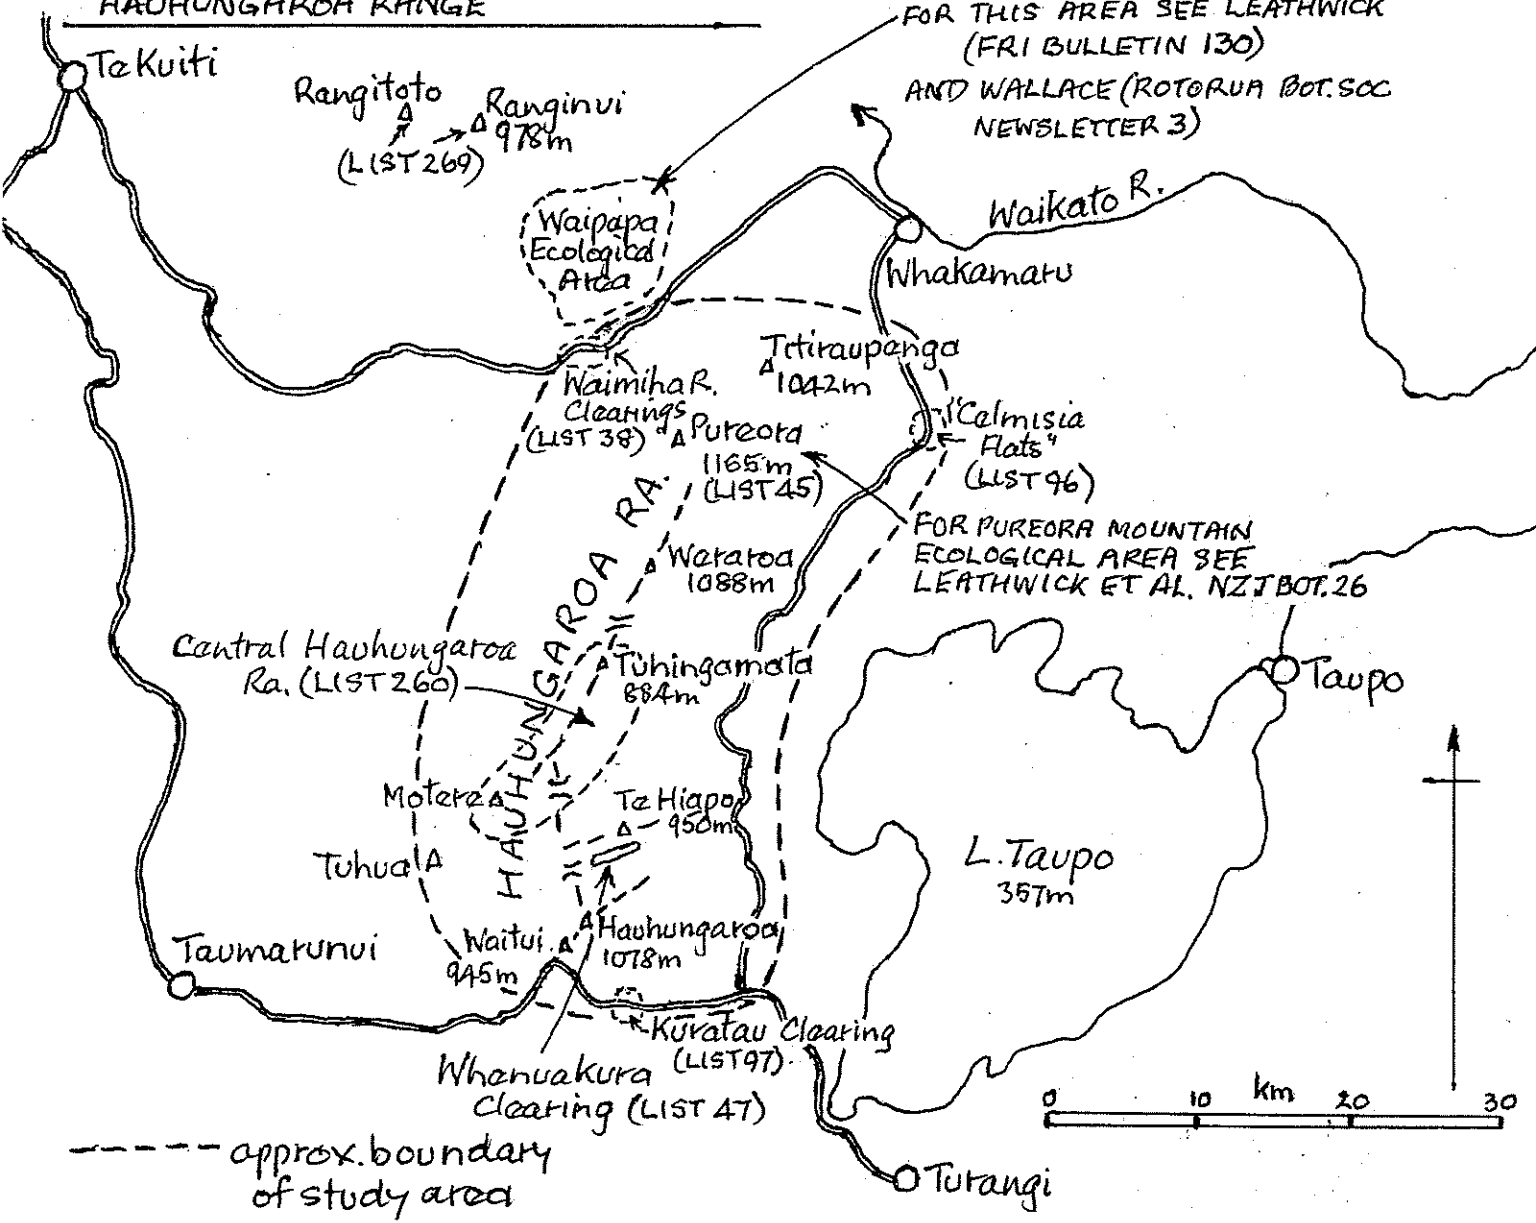 HAUHUNGAROA RANGE
FOR THIS AREA SEE LEATHWICK
(FRI BULLETIN 130)
AND WALLACE (ROTORUA BOT. SOC
NEWSLETTER 3)
Te Kuiti
Rangitoto
Ranginui
978m
(LIST 269)
Waipapa
Ecological
Area
Waikato R.
Whakamaru
Titiraupenga
1042m
Waimiha R.
Clearings
(LIST 38)
Pureora
1165m
(LIST 45)
"Celmisia
Flats"
(LIST 96)
FOR PUREORA MOUNTAIN
ECOLOGICAL AREA SEE
LEATHWICK ET AL. NZJ BOT. 26
HAUHUNGAROA RA.
Weraroa
1088m
Central Hauhungaroa
Ra. (LIST 260)
Tuhingamata
884m
Taupo
Motere
Te Hiapo
950m
Tuhua
L. Taupo
357m
Taumarunui
Waitui
945m
Hauhungaroa
1078m
Kuratau Clearing
(LIST 97)
Whenuakura
Clearing (LIST 47)
0 10 km 20 30
approx. boundary
of study area
Turangi